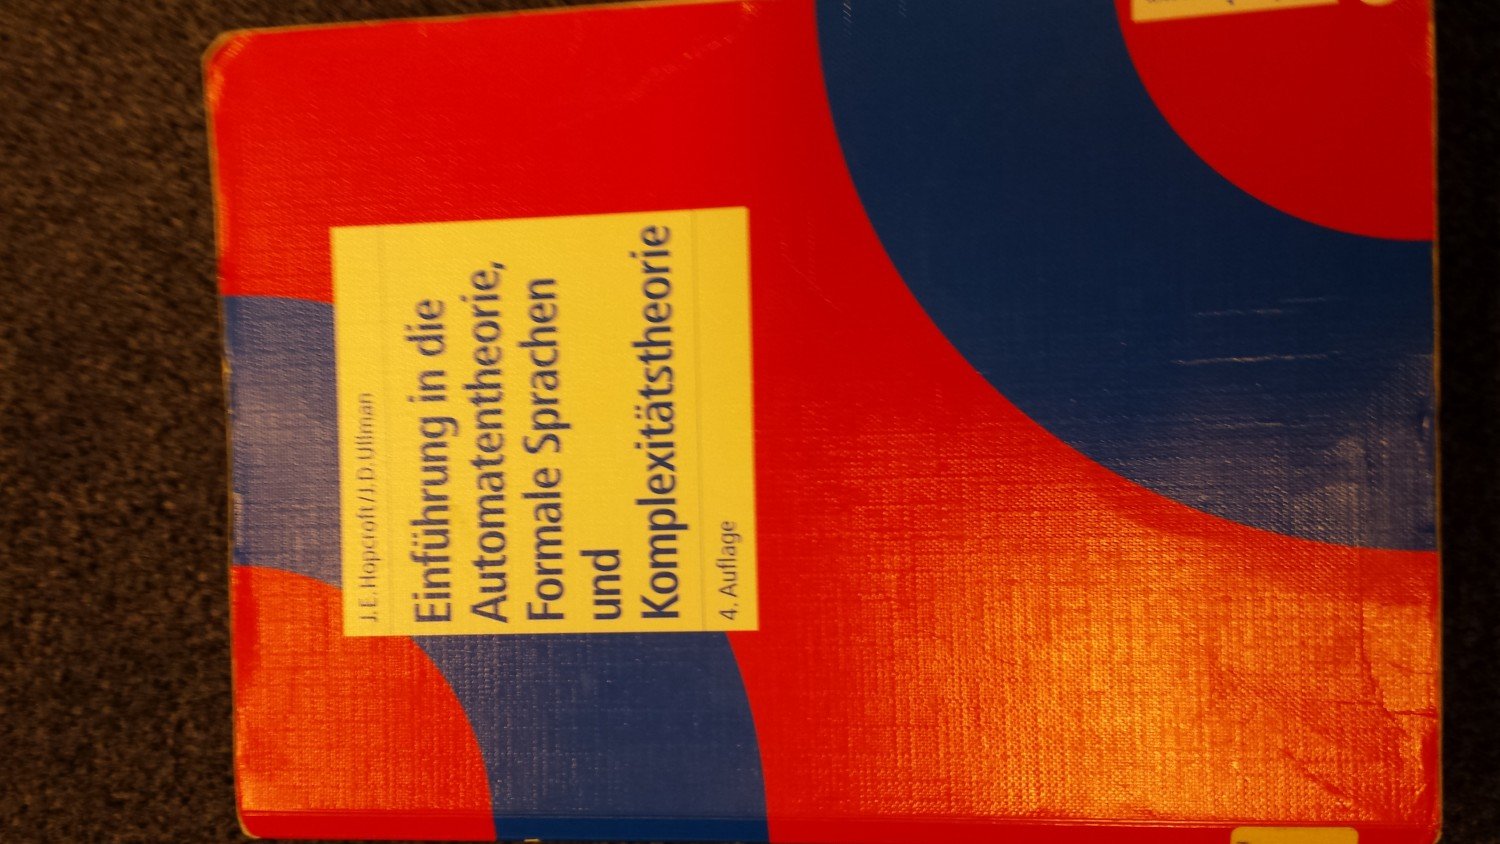 J.E.Hopcroft/J.D.Ullman
Einführung in die
Automatentheorie,
Formale Sprachen
und
Komplexitätstheorie
4. Auflage